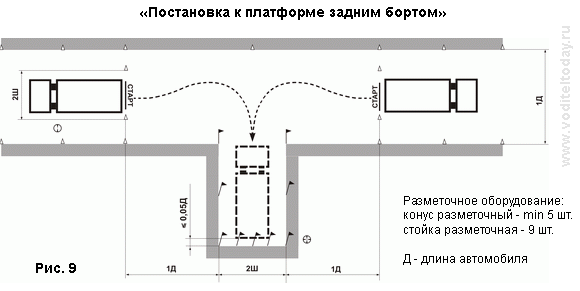 «Постановка к платформе задним бортом»
www.voditeltoday.ru
2Ш
СТАРТ
СТАРТ
1Д
≤ 0,05Д
Разметочное оборудование:
конус разметочный - min 5 шт.
стойка разметочная - 9 шт.
Д - длина автомобиля
Рис. 9
1Д
2Ш
1Д